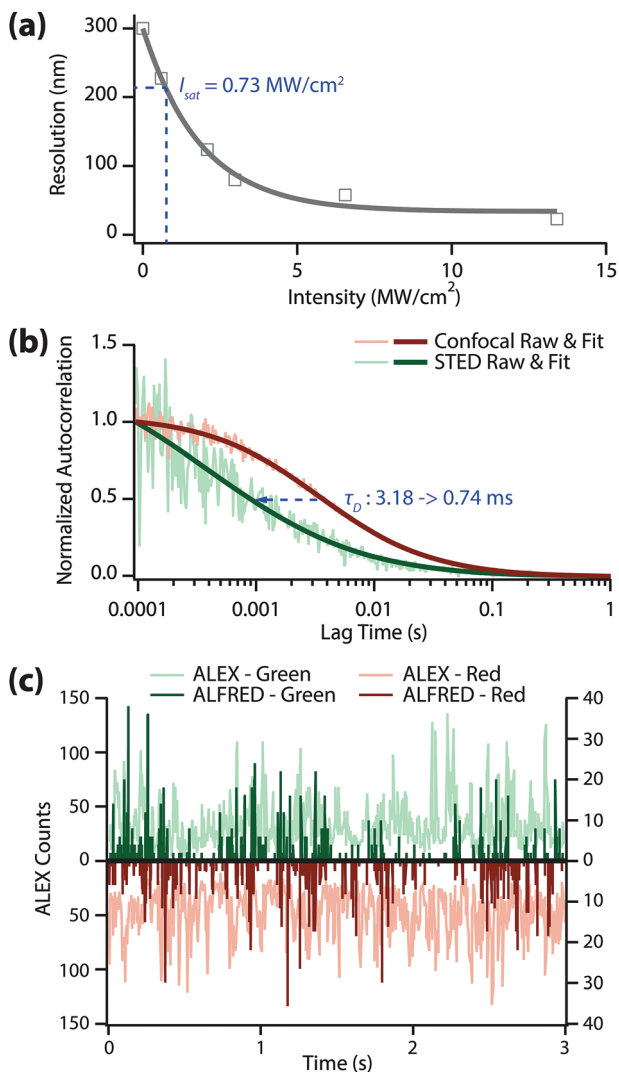 (a)
300
200
100
0
Resolution (nm)
I_sat = 0.73 MW/cm²
0
5
10
15
Intensity (MW/cm²)
(b)
1.5
1.0
0.5
0.0
Normalized Autocorrelation
Confocal Raw & Fit
STED Raw & Fit
τ_D : 3.18 -> 0.74 ms
0.0001
0.001
0.01
0.1
1
Lag Time (s)
(c)
ALEX - Green
ALEX - Red
ALFRED - Green
ALFRED - Red
150
100
50
0
50
100
150
ALEX Counts
40
30
20
10
0
10
20
30
40
0
1
2
3
Time (s)